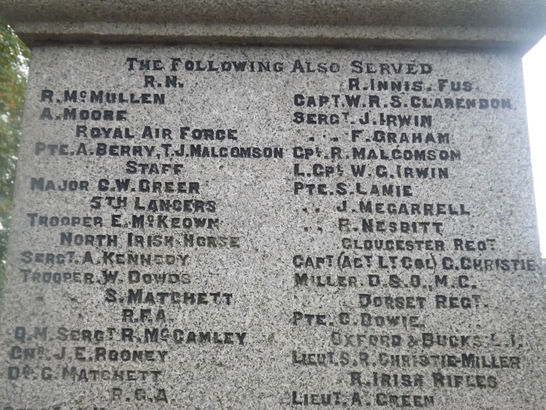 THE FOLLOWING ALSO SERVED
R.N.
R. McMULLEN
A. MOORE
ROYAL AIR FORCE
PTE. A. BERRY, T.J. MALCOMSON
STAFF
MAJOR C.W. GREER
5TH LANCERS
TROOPER E. McKEOWN
NORTH IRISH HORSE
SERGT. A. KENNEDY
TROOPER. W. DOWDS
" S. MATCHETT
R.F.A.
Q.M. SERGT R. McCAMLEY
GNR. J.E. ROONEY
DR. G. MATCHETT
R.G.A
R. INNIS. FUS.
CAPT. W.R.S. CLARENDON
SERGT. J. IRWIN
" F. GRAHAM
CPL. R. MALCOMSON
L. CPL W.G. IRWIN
PTE. S. LAMIE
" J. MEGARRELL
" R. NESBITT
GLOUCESTER REGT
CAPT (ACT LT COL) C. CHRISTIE
MILLER. D.S.O., M.C.
DORSET REGT.
PTE. G. BOWIE.
OXFORD & BUCKS L.I.
LIEUT. S.R. CHRISTIE-MILLER
R. IRISH RIFLES
LIEUT. A. GREEN